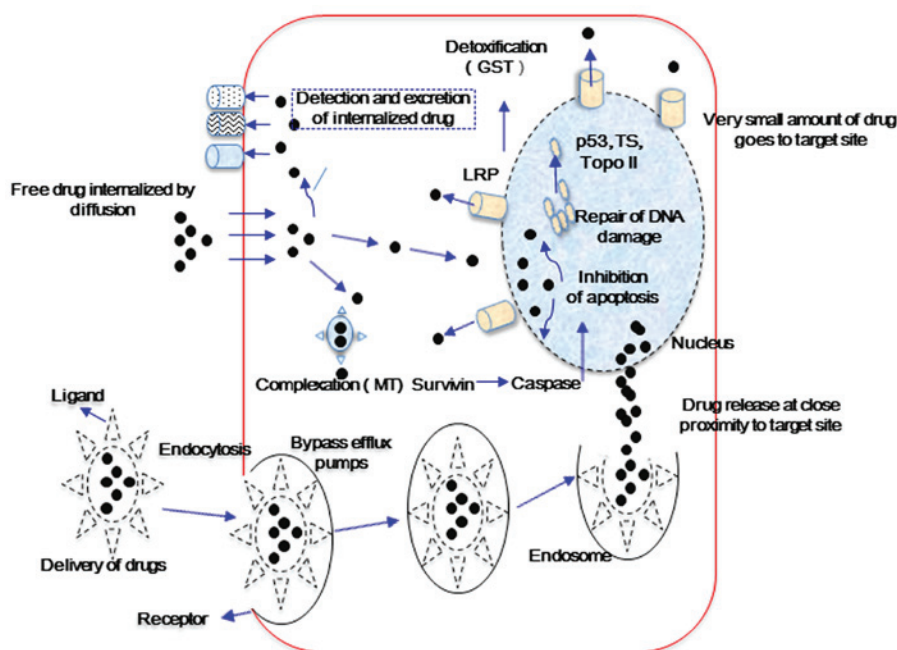 Detoxification
( GST )
Detection and excretion
of internalized drug
Very small amount of drug
goes to target site
p53, TS,
Topo II
LRP
Free drug internalized by
diffusion
Repair of DNA
damage
Inhibition
of apoptosis
Nucleus
Complexation ( MT) Survivin Caspase
Ligand
Drug release at close
proximity to target site
Endocytosis
Bypass efflux
pumps
Delivery of drugs
Endosome
Receptor